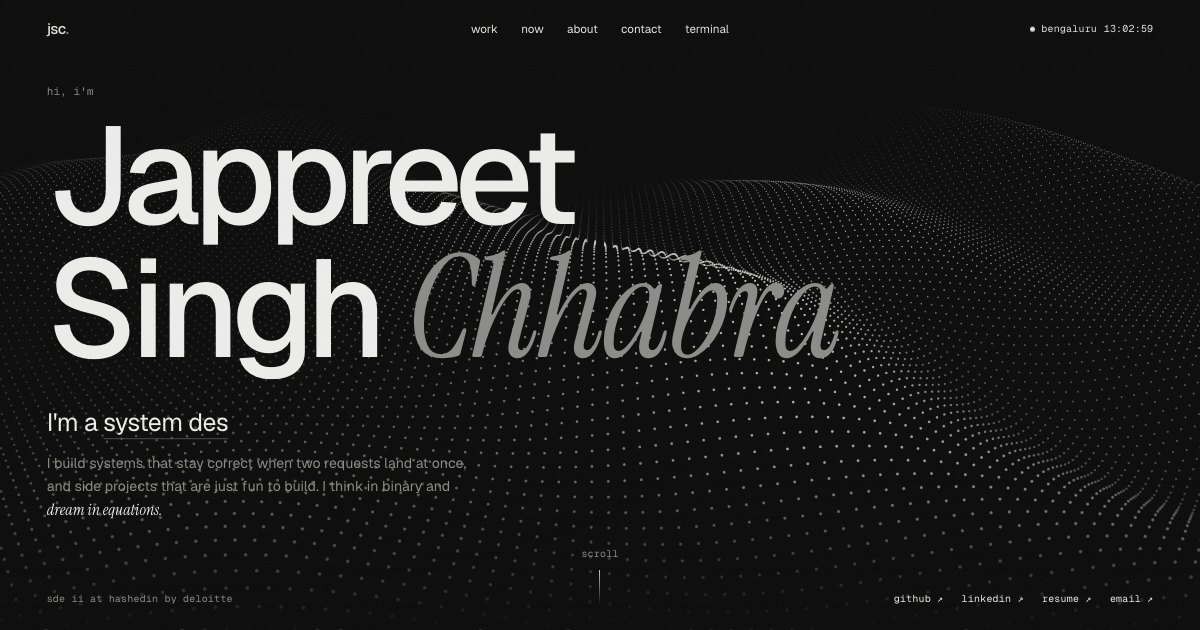 jsc.
work now about contact terminal
bengaluru 13:02:59
hi, i'm
Jappreet
Singh Chhabra
I'm a system des
I build systems that stay correct when two requests land at once,
and side projects that are just fun to build. I think in binary and
dream in equations.
scroll
sde ii at hashedin by deloitte
github ↗ linkedin ↗ resume ↗ email ↗